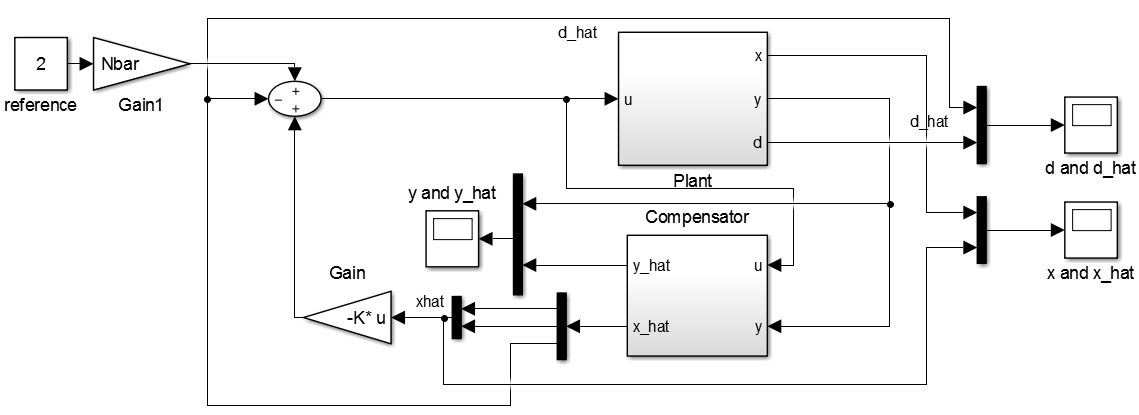 d_hat
2
Nbar
reference
Gain1
−
+
+
u
x
y
d
Plant
d_hat
d and d_hat
y and y_hat
Compensator
y_hat
u
x_hat
y
x and x_hat
Gain
-K* u
xhat